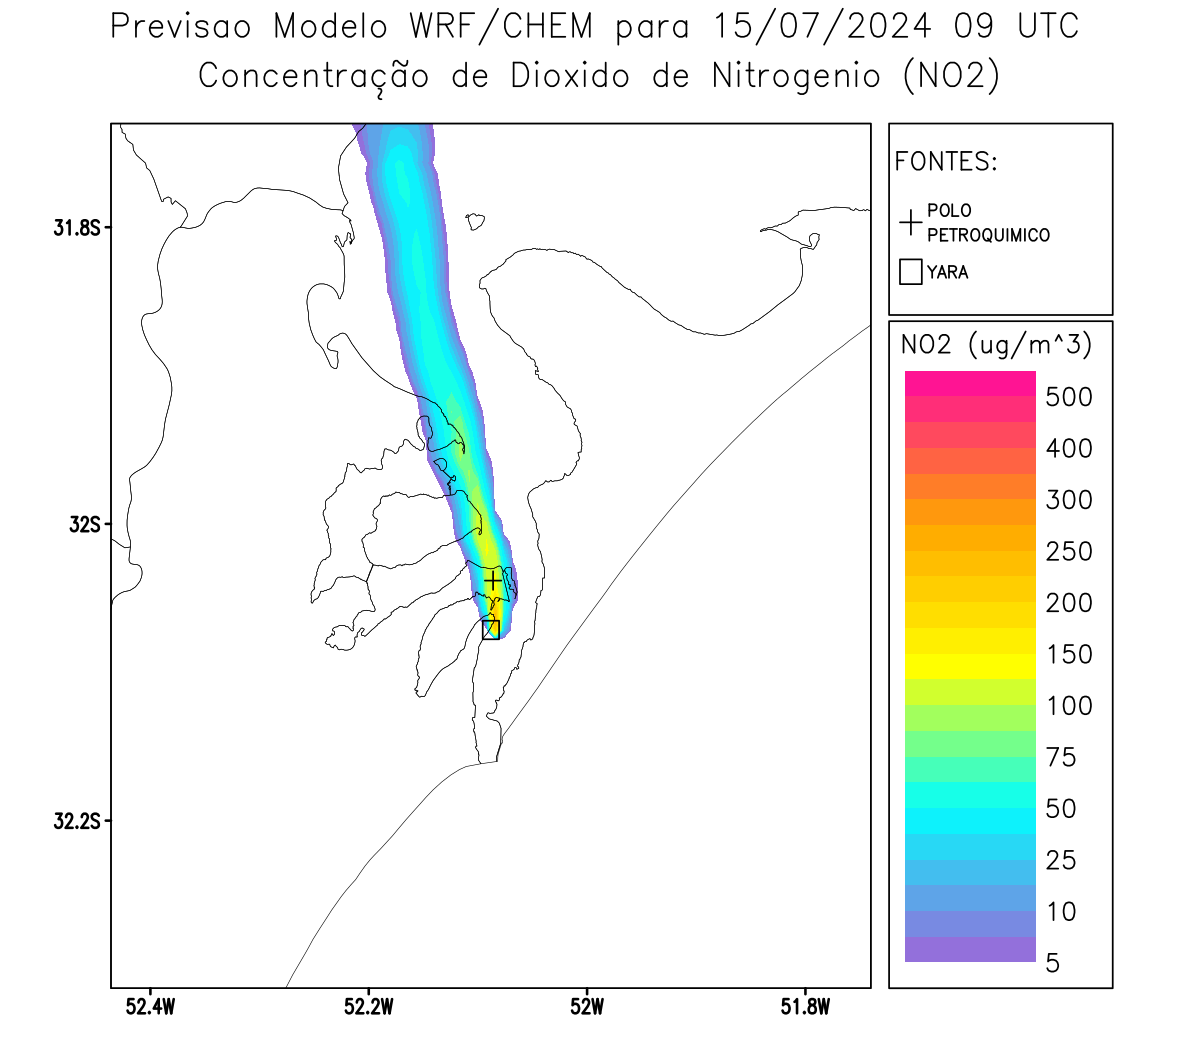 Previsao Modelo WRF/CHEM para 15/07/2024 09 UTC
Concentração de Dioxido de Nitrogenio (NO2)
FONTES:
POLO
PETROQUIMICO
YARA
31.8S
32S
32.2S
52.4W
52.2W
52W
51.8W
NO2 (ug/m^3)
500
400
300
250
200
150
100
75
50
25
10
5